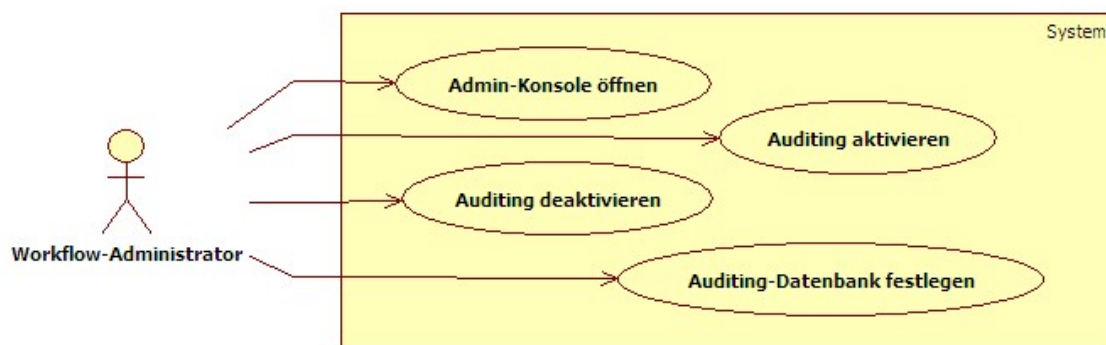 System
Admin-Konsole öffnen
Auditing aktivieren
Auditing deaktivieren
Workflow-Administrator
Auditing-Datenbank festlegen